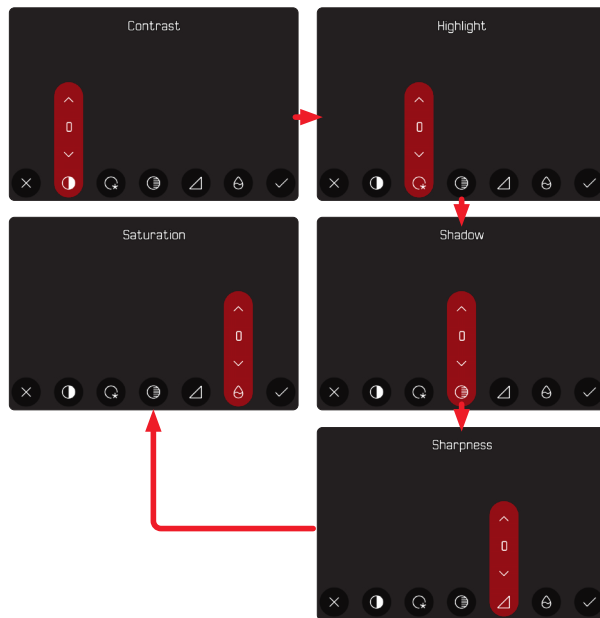 Contrast
0
Highlight
0
Shadow
0
Sharpness
0
Saturation
0